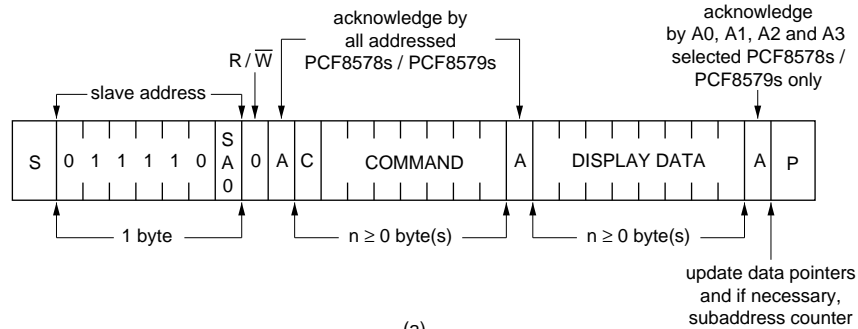 acknowledge by
all addressed
PCF8578s / PCF8579s
acknowledge
by A0, A1, A2 and A3
selected PCF8578s /
PCF8579s only
R / W
slave address
S 0 1 1 1 1 0 S A 0 0 A C COMMAND A DISPLAY DATA A P
1 byte
n ≥ 0 byte(s)
n ≥ 0 byte(s)
update data pointers
and if necessary,
subaddress counter
(a)